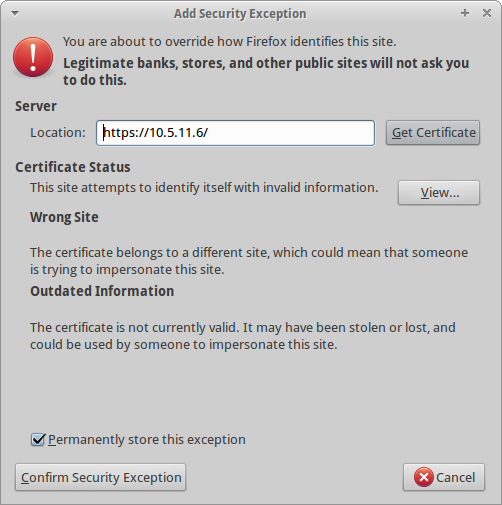 Add Security Exception
You are about to override how Firefox identifies this site.
Legitimate banks, stores, and other public sites will not ask you
to do this.
Server
Location: https://10.5.11.6/ Get Certificate
Certificate Status
This site attempts to identify itself with invalid information. View...
Wrong Site
The certificate belongs to a different site, which could mean that someone
is trying to impersonate this site.
Outdated Information
The certificate is not currently valid. It may have been stolen or lost, and
could be used by someone to impersonate this site.
Permanently store this exception
Confirm Security Exception Cancel